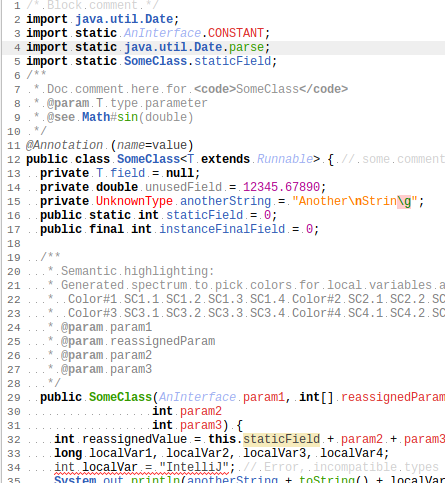 1 /* Block comment */
2 import java.util.Date;
3 import static AnInterface.CONSTANT;
4 import static java.util.Date.parse;
5 import static SomeClass.staticField;
6 /**
7  * Doc comment here for <code>SomeClass</code>
8  * @param T type parameter
9  * @see Math#sin(double)
10  */
11 @Annotation (name=value)
12 public class SomeClass<T extends Runnable> { // some comment
13   private T field = null;
14   private double unusedField = 12345.67890;
15   private UnknownType anotherString = "Another\nStrin\g";
16   public static int staticField = 0;
17   public final int instanceFinalField = 0;
18
19   /**
20    * Semantic highlighting:
21    * Generated spectrum to pick colors for local variables a
22    *  Color#1 SC1.1 SC1.2 SC1.3 SC1.4 Color#2 SC2.1 SC2.2 SC
23    *  Color#3 SC3.1 SC3.2 SC3.3 SC3.4 Color#4 SC4.1 SC4.2 SC
24    * @param param1
25    * @param reassignedParam
26    * @param param2
27    * @param param3
28    */
29   public SomeClass(AnInterface param1, int[] reassignedParam
30                   int param2
31                   int param3) {
32     int reassignedValue = this.staticField + param2 + param3
33     long localVar1, localVar2, localVar3, localVar4;
34     int localVar = "IntelliJ"; // Error, incompatible types
35     System.out.println(anotherString + toString() + localVar